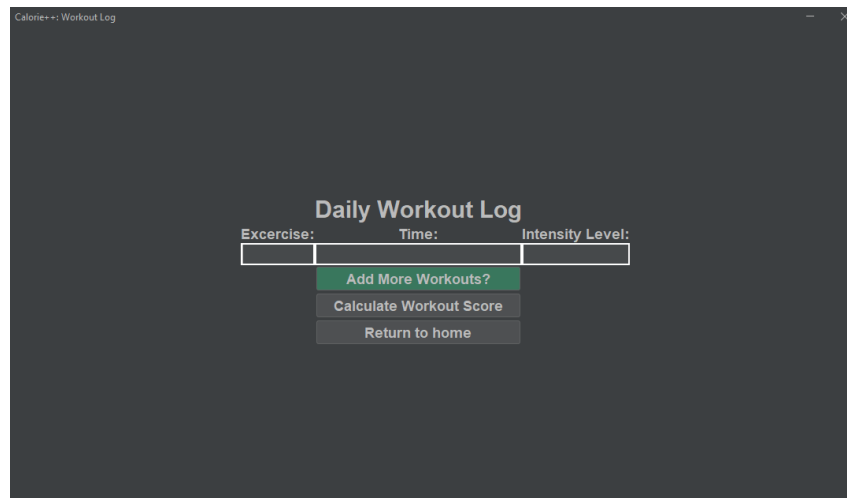 Calorie++: Workout Log
Daily Workout Log
Excercise: Time: Intensity Level:
Add More Workouts?
Calculate Workout Score
Return to home